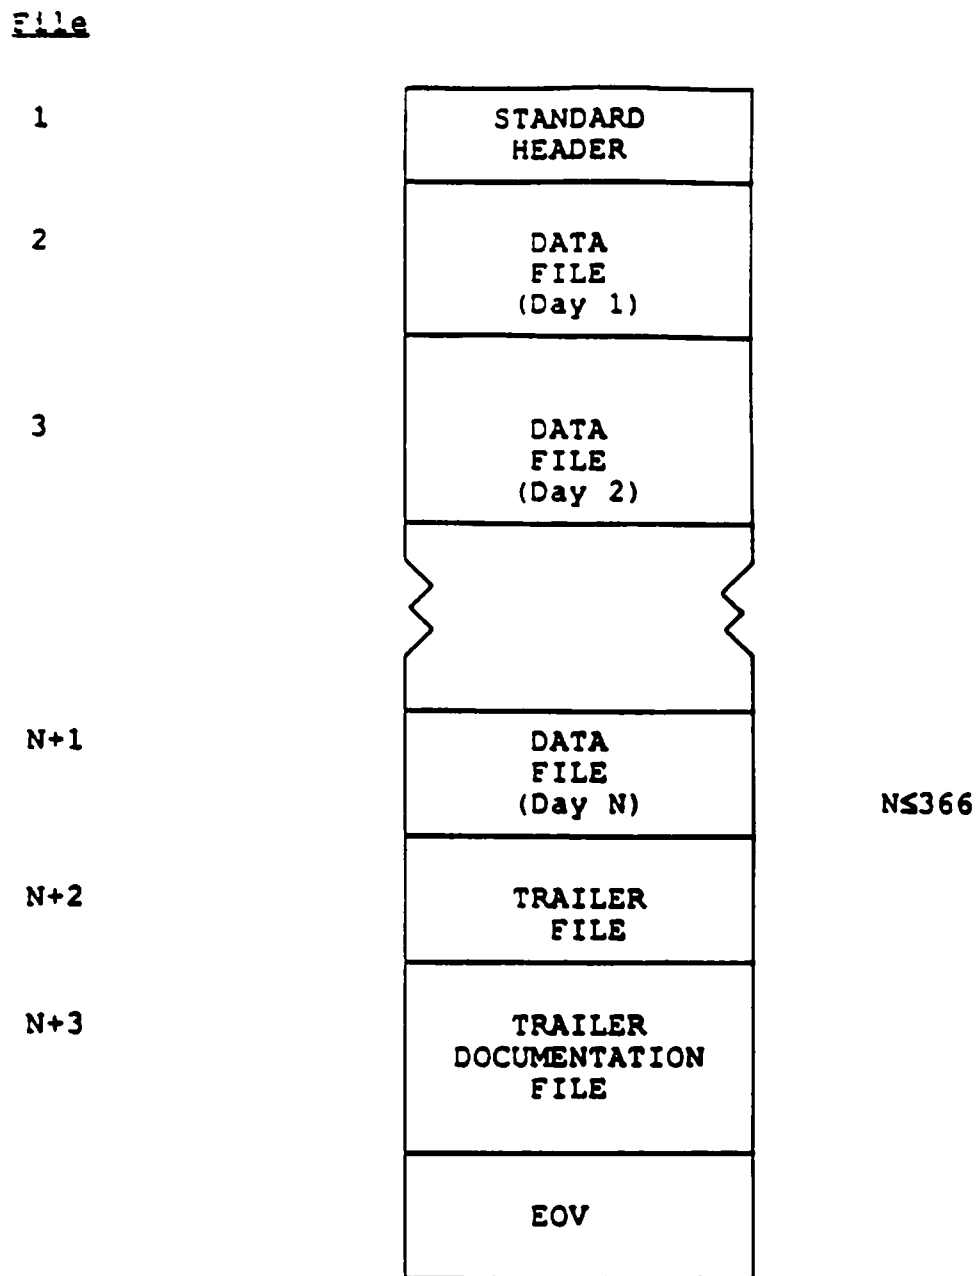 File
1
STANDARD
HEADER
2
DATA
FILE
(Day 1)
3
DATA
FILE
(Day 2)
N+1
DATA
FILE
(Day N)
N≤366
N+2
TRAILER
FILE
N+3
TRAILER
DOCUMENTATION
FILE
EOV